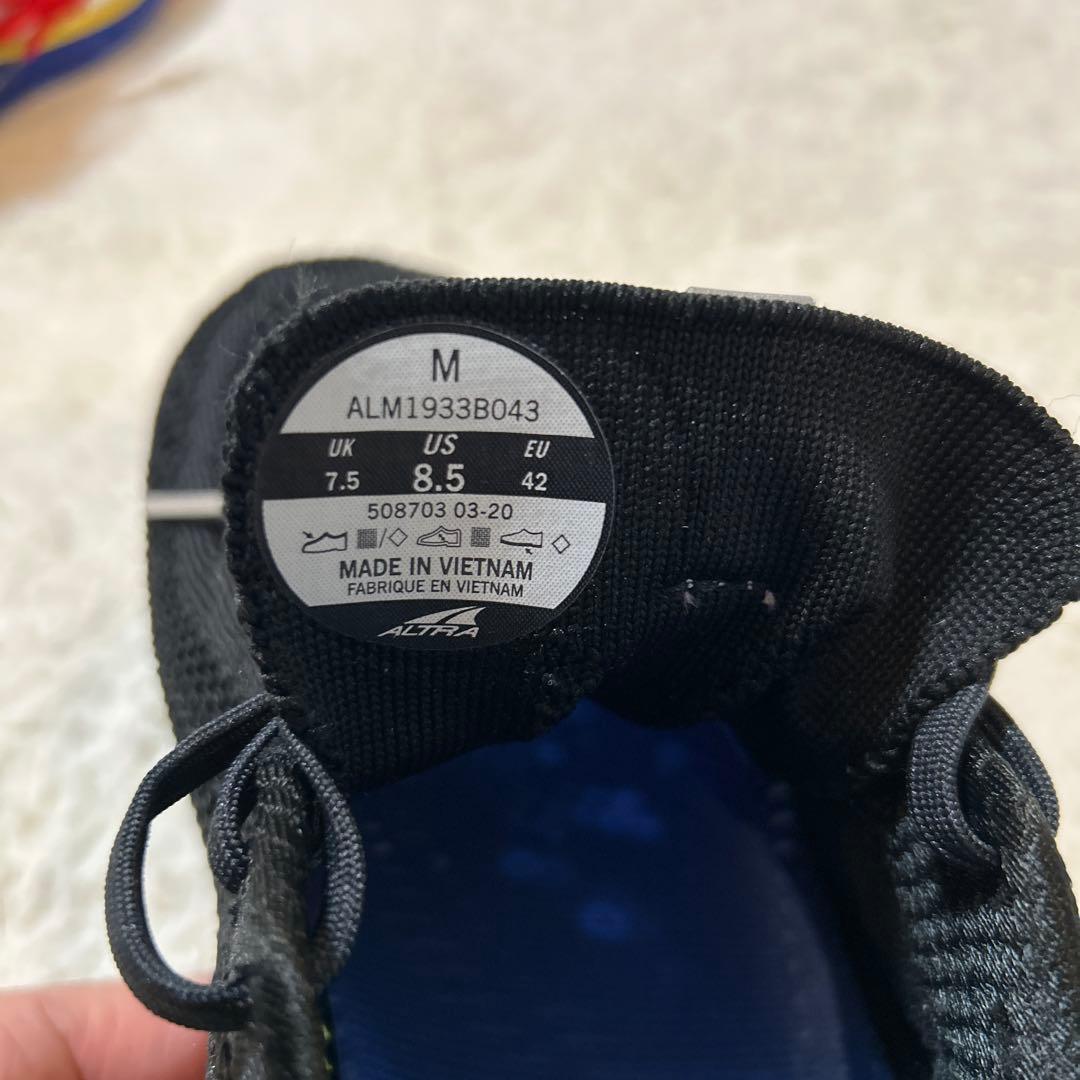 M
ALM1933B043
UK US EU
7.5 8.5 42
508703 03-20
MADE IN VIETNAM
FABRIQUE EN VIETNAM
ALTRA